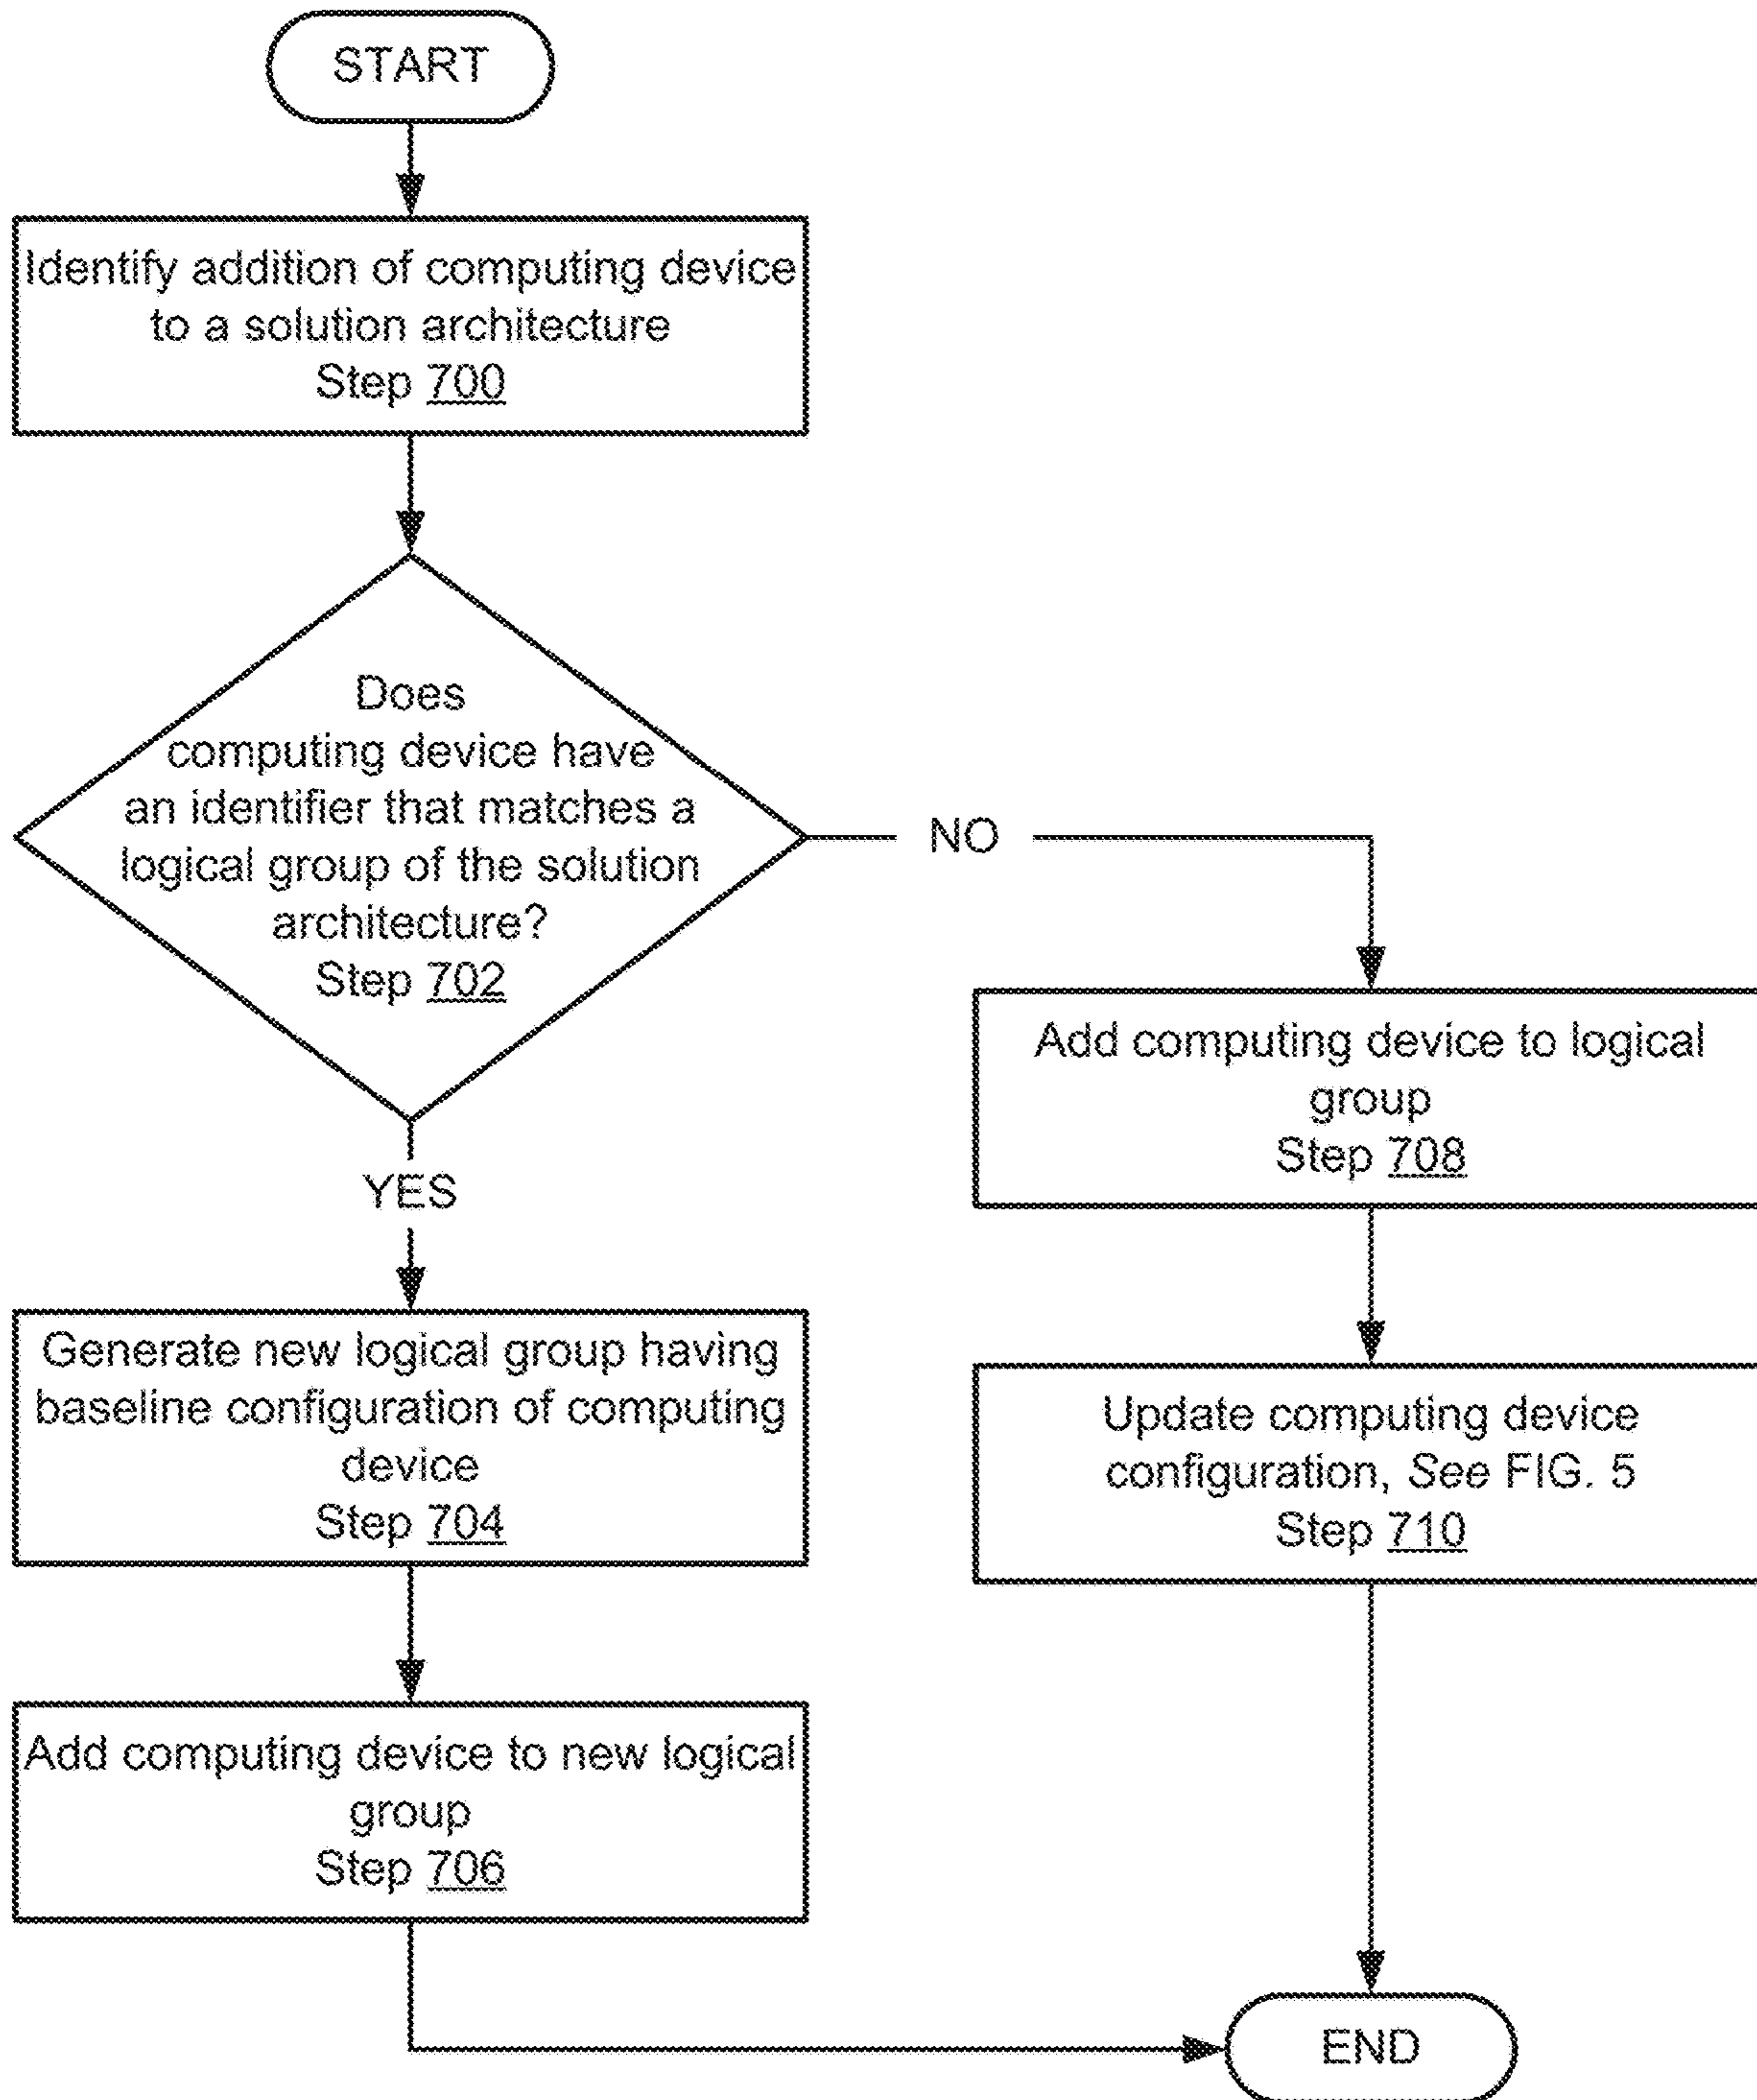 START
Identify addition of computing device
to a solution architecture
Step 700
Does
computing device have
an identifier that matches a
logical group of the solution
architecture?
Step 702
NO
YES
Generate new logical group having
baseline configuration of computing
device
Step 704
Add computing device to new logical
group
Step 706
Add computing device to logical
group
Step 708
Update computing device
configuration, See FIG. 5
Step 710
END